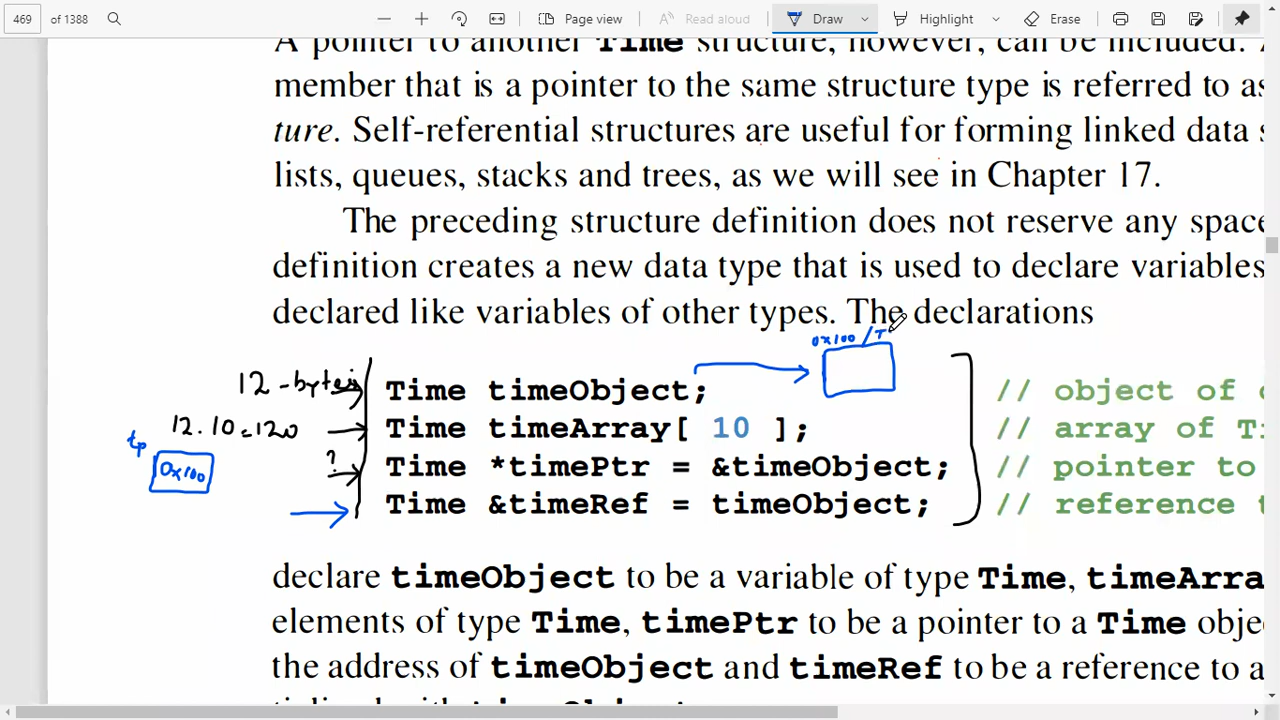 469 of 1388 Page view Read aloud Draw Highlight Erase
A pointer to another Time structure, however, can be included.
member that is a pointer to the same structure type is referred to as
ture. Self-referential structures are useful for forming linked data s
lists, queues, stacks and trees, as we will see in Chapter 17.
The preceding structure definition does not reserve any space
definition creates a new data type that is used to declare variables
declared like variables of other types. The declarations
0x100 / T
12-bytes Time timeObject; // object of
12.10=120 Time timeArray[ 10 ]; // array of Ti
tp
0x100 ? Time *timePtr = &timeObject; // pointer to
Time &timeRef = timeObject; // reference t
declare timeObject to be a variable of type Time, timeArra
elements of type Time, timePtr to be a pointer to a Time obje
the address of timeObject and timeRef to be a reference to a